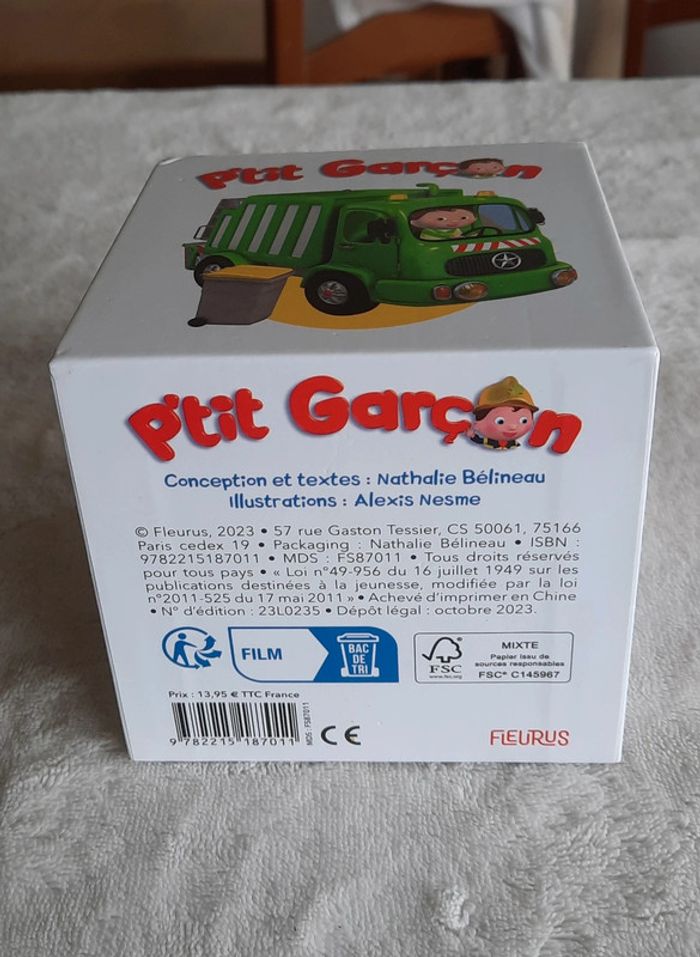 P'tit Garçon
P'tit Garçon
Conception et textes : Nathalie Bélineau
Illustrations : Alexis Nesme
© Fleurus, 2023 • 57 rue Gaston Tessier, CS 50061, 75166
Paris cedex 19 • Packaging : Nathalie Bélineau • ISBN :
9782215187011 • MDS : FS87011 • Tous droits réservés
pour tous pays • « Loi n°49-956 du 16 juillet 1949 sur les
publications destinées à la jeunesse, modifiée par la loi
n°2011-525 du 17 mai 2011 » • Achevé d'imprimer en Chine
• N° d'édition : 23L0235 • Dépôt légal : octobre 2023.
FILM
BAC
DE
TRI
FSC
www.fsc.org
MIXTE
Papier issu de
sources responsables
FSC® C145967
Prix : 13,95 € TTC France
9 782215 187011
MDS : FS87011
CE
FLEURUS